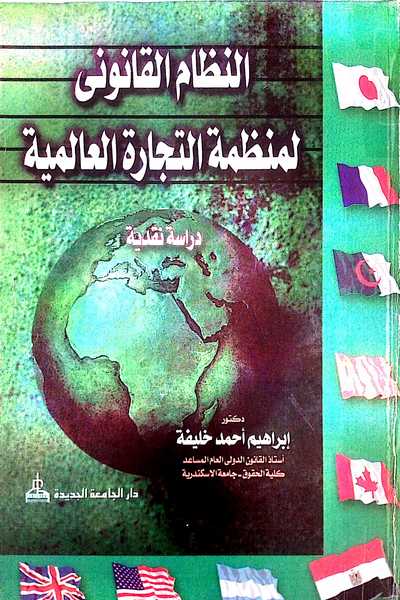 النظام القانونى
لمنظمة التجارة العالمية
دراسة نقدية
دكتور
إبراهيم أحمد خليفة
أستاذ القانون الدولى العام المساعد
كلية الحقوق - جامعة الاسكندرية
دار الجامعة الجديدة